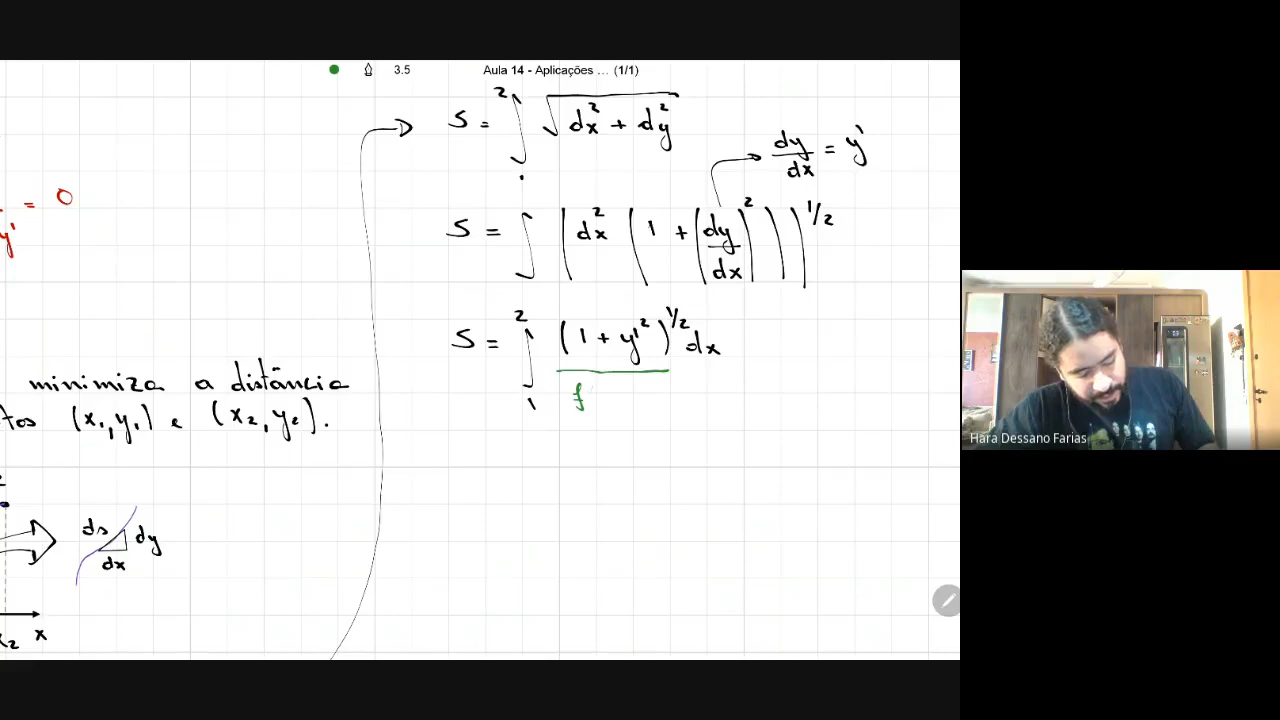 3.5 Aula 14 - Aplicações ... (1/1)
S = ∫₁² √(dx² + dy²)
dy/dx = y'
S = ∫ (dx² (1 + (dy/dx)²))^1/2
= 0
y'
S = ∫₁² (1 + y'²)^1/2 dx
f
minimiza a distância
tos (x₁, y₁) e (x₂, y₂).
ds dy
dx
x₂ x
Hara Dessano Farias